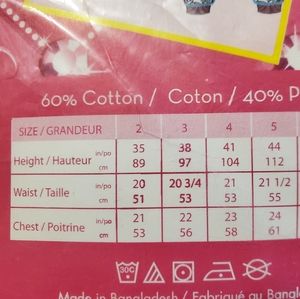 60% Cotton / Coton / 40% P
SIZE / GRANDEUR 2 3 4 5
Height / Hauteur in/po 35 38 41 44
cm 89 97 104 112
Waist / Taille in/po 20 20 3/4 21 21 1/2
cm 51 53 53 55
Chest / Poitrine in/po 21 22 23 24
cm 53 56 58 61
30C
Made in Bangladesh / Fabriqué au Bangl